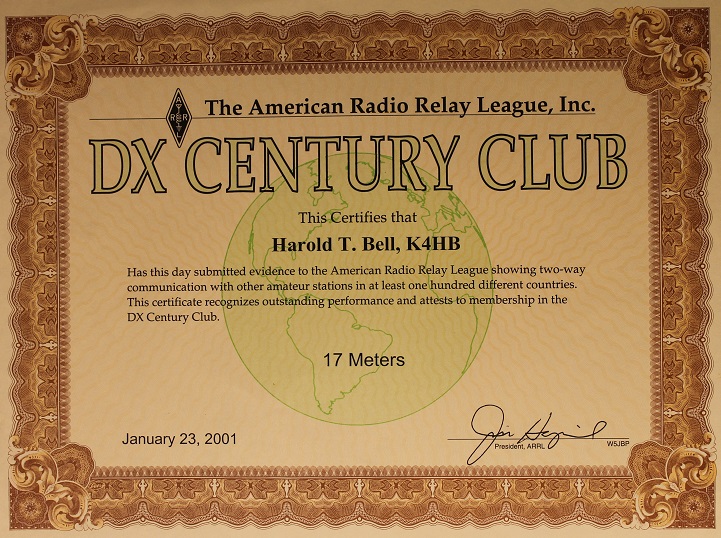 The American Radio Relay League, Inc.
ARRL
DX CENTURY CLUB
This Certifies that
Harold T. Bell, K4HB
Has this day submitted evidence to the American Radio Relay League showing two-way
communication with other amateur stations in at least one hundred different countries.
This certificate recognizes outstanding performance and attests to membership in the
DX Century Club.
17 Meters
January 23, 2001
President, ARRL
W5JBP